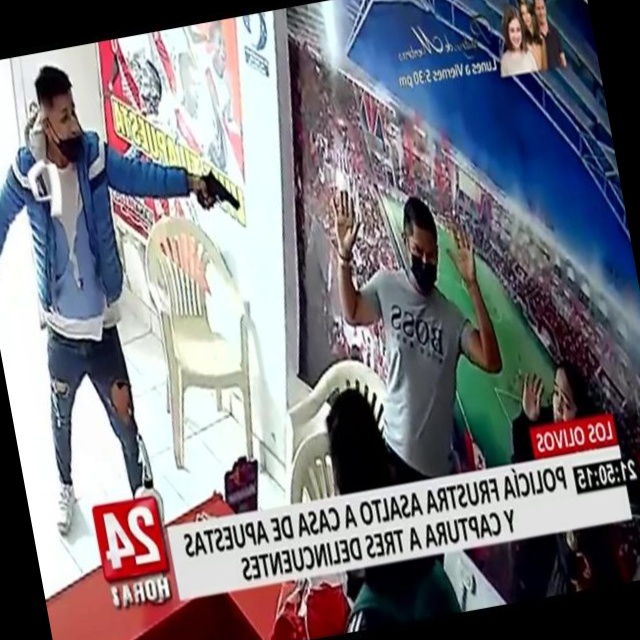 Lunes a Viernes 5:30 pm
BOSS
LOS OLIVOS
21:50:15
POLICÍA FRUSTRA ASALTO A CASA DE APUESTAS
Y CAPTURA A TRES DELINCUENTES
24
HORAS